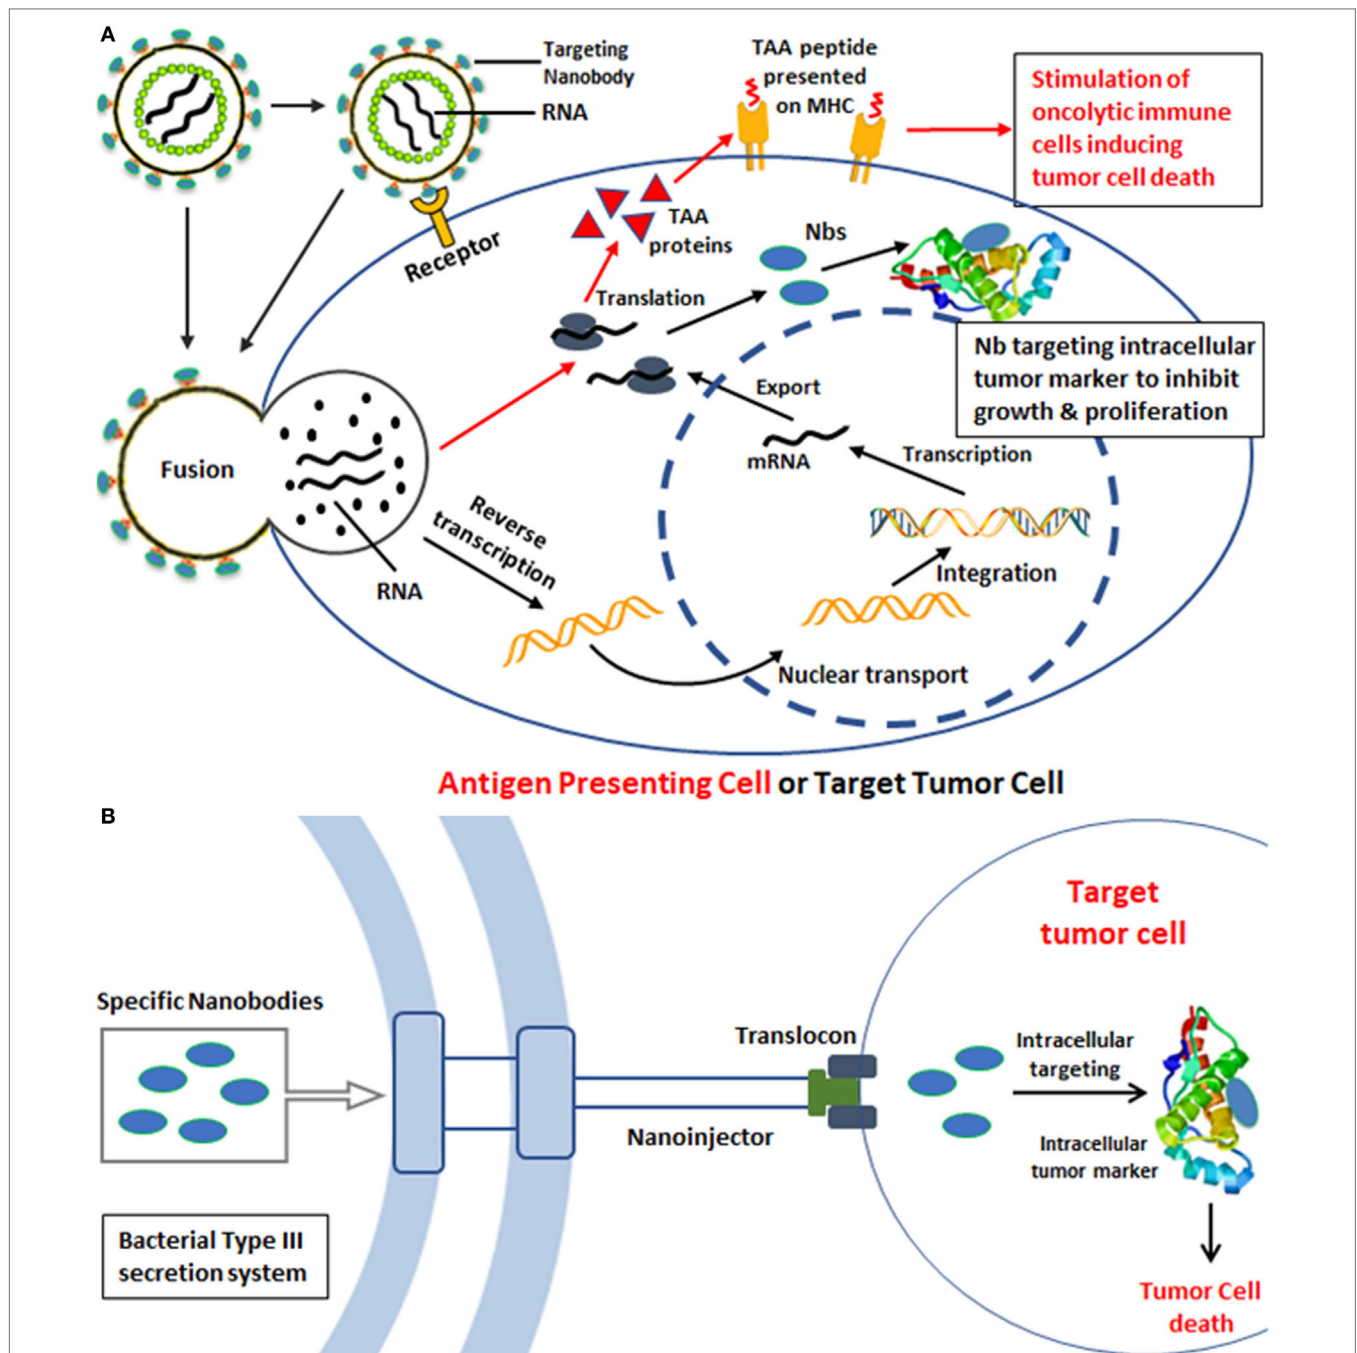 A
Targeting
Nanobody
RNA
TAA peptide
presented
on MHC
Stimulation of
oncolytic immune
cells inducing
tumor cell death
Receptor
TAA
proteins
Nbs
Translation
Nb targeting intracellular
tumor marker to inhibit
growth & proliferation
Export
mRNA
Transcription
Fusion
Reverse
transcription
RNA
Integration
Nuclear transport
Antigen Presenting Cell or Target Tumor Cell
B
Target
tumor cell
Specific Nanobodies
Translocon
Nanoinjector
Intracellular
targeting
Intracellular
tumor marker
Bacterial Type III
secretion system
Tumor Cell
death